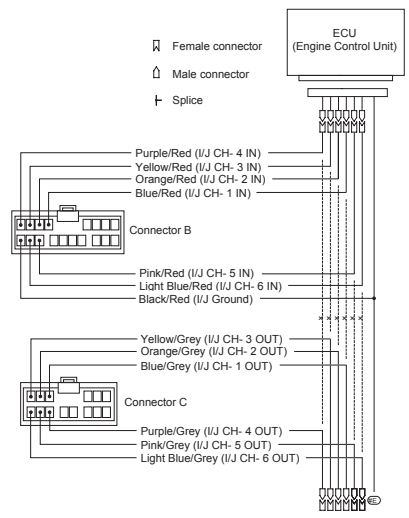 ECU
(Engine Control Unit)
Female connector
Male connector
Splice
Purple/Red (I/J CH- 4 IN)
Yellow/Red (I/J CH- 3 IN)
Orange/Red (I/J CH- 2 IN)
Blue/Red (I/J CH- 1 IN)
Connector B
Pink/Red (I/J CH- 5 IN)
Light Blue/Red (I/J CH- 6 IN)
Black/Red (I/J Ground)
Yellow/Grey (I/J CH- 3 OUT)
Orange/Grey (I/J CH- 2 OUT)
Blue/Grey (I/J CH- 1 OUT)
Connector C
Purple/Grey (I/J CH- 4 OUT)
Pink/Grey (I/J CH- 5 OUT)
Light Blue/Grey (I/J CH- 6 OUT)